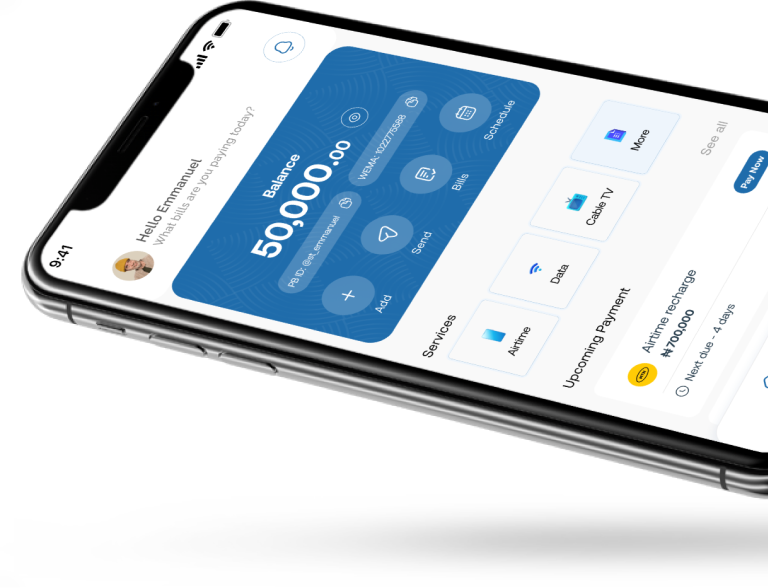 9:41
Hello Emmanuel
What bills are you paying today?
Balance
50,000.00
PB ID: @st_emmanuel
WEMA: 1022775588
Add
Send
Bills
Schedule
Services
Airtime
Data
Cable TV
More
Upcoming Payment
See all
Airtime recharge
₦700,000
Next due - 4 days
Pay Now